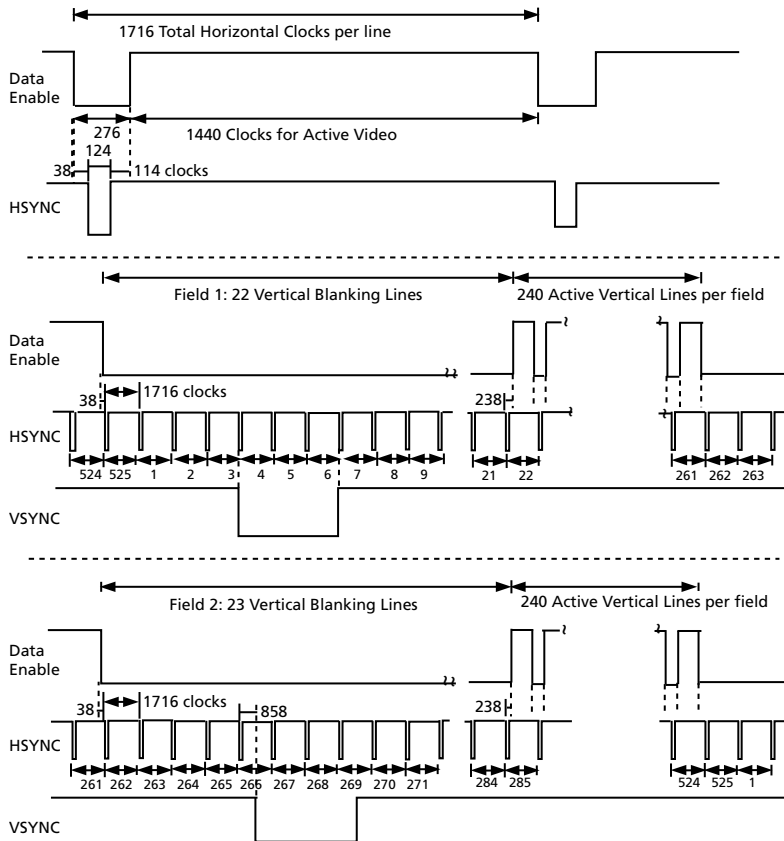 1716 Total Horizontal Clocks per line
Data
Enable
276
1440 Clocks for Active Video
124
38
114 clocks
HSYNC
Field 1: 22 Vertical Blanking Lines
240 Active Vertical Lines per field
Data
Enable
38
1716 clocks
238
HSYNC
524 525 1 2 3 4 5 6 7 8 9 21 22 261 262 263
VSYNC
Field 2: 23 Vertical Blanking Lines
240 Active Vertical Lines per field
Data
Enable
38
1716 clocks
858
238
HSYNC
261 262 263 264 265 266 267 268 269 270 271 284 285 524 525 1
VSYNC